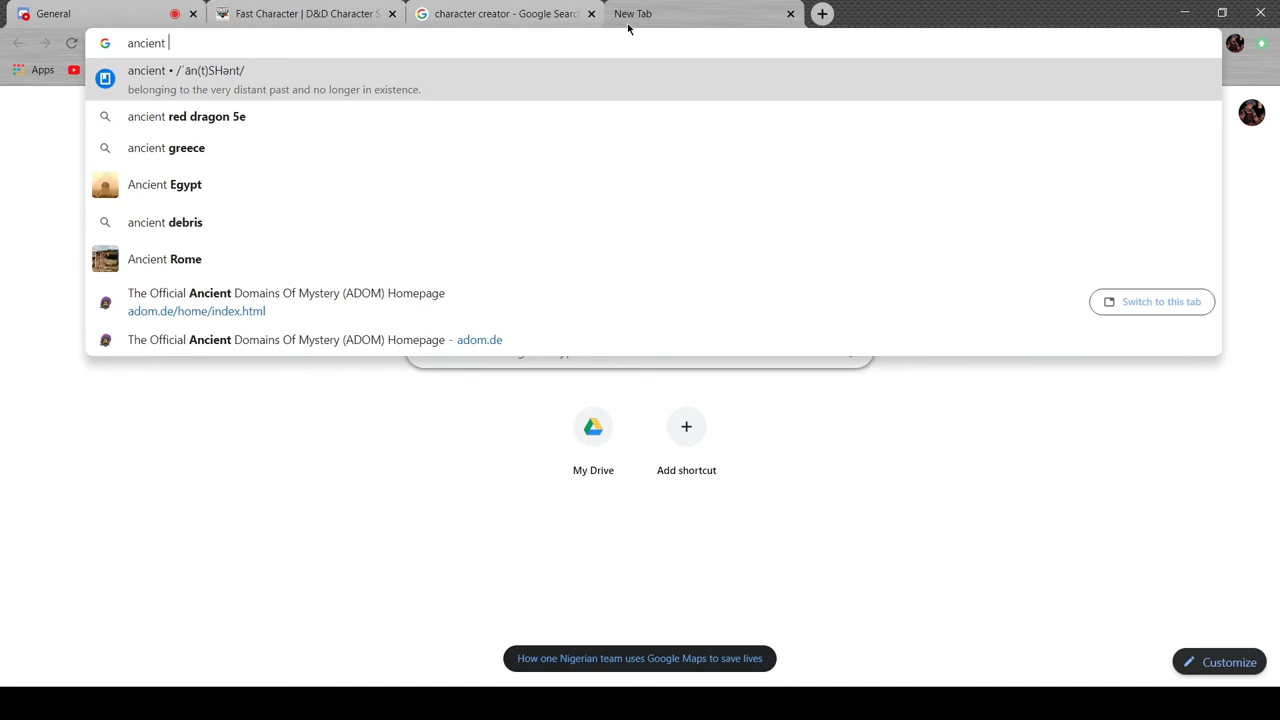 General
Fast Character | D&D Character S
character creator - Google Searc
New Tab
ancient
Apps
ancient • /ˈān(t)SHənt/
belonging to the very distant past and no longer in existence.
ancient red dragon 5e
ancient greece
Ancient Egypt
ancient debris
Ancient Rome
The Official Ancient Domains Of Mystery (ADOM) Homepage
adom.de/home/index.html
Switch to this tab
The Official Ancient Domains Of Mystery (ADOM) Homepage - adom.de
My Drive
Add shortcut
How one Nigerian team uses Google Maps to save lives
Customize